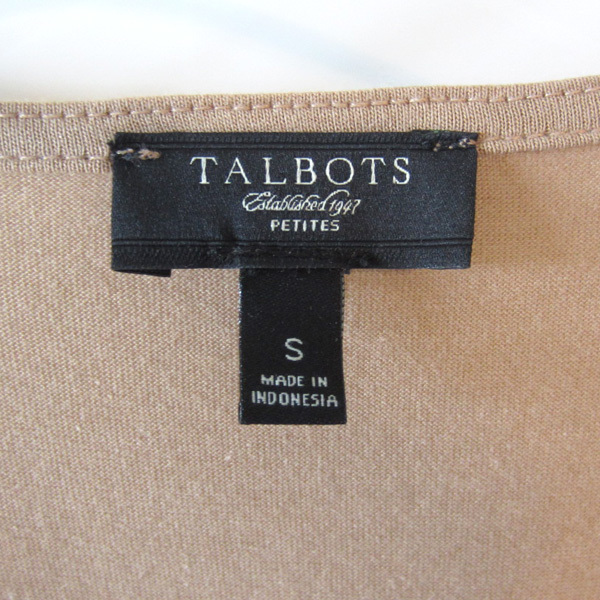 TALBOTS
Established 1947
PETITES
S
MADE IN
INDONESIA